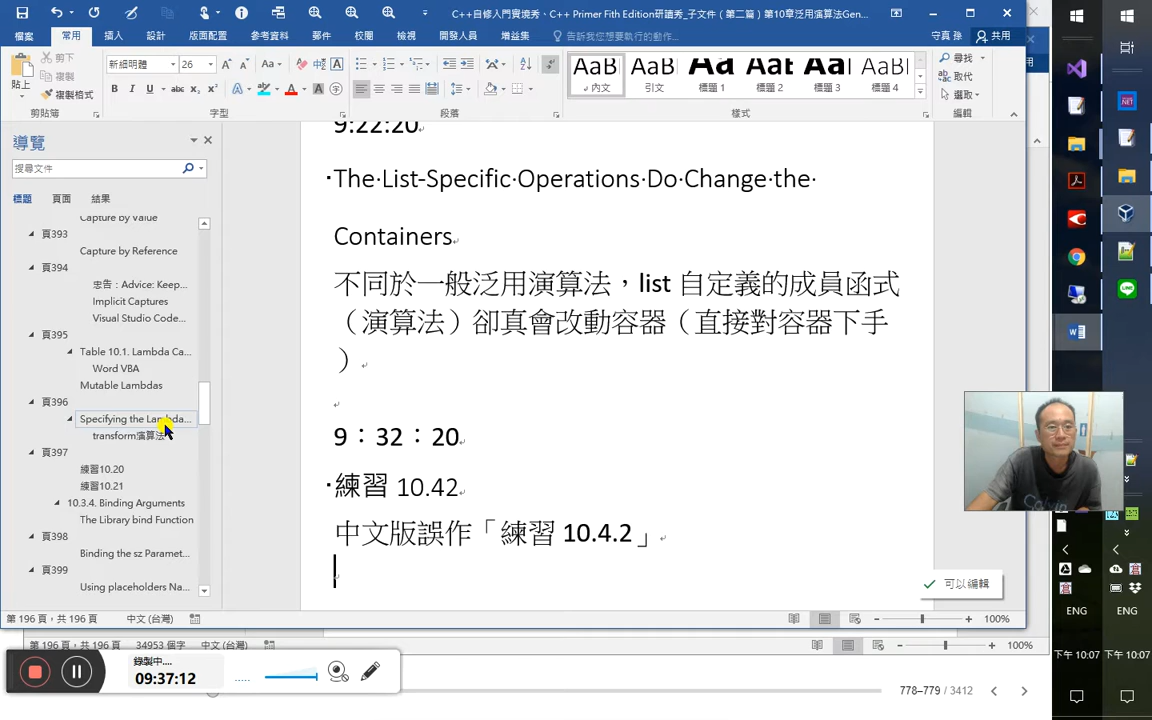 C++自修入門實境秀、C++ Primer Fith Edition研讀秀_子文件（第二篇）第10章泛用演算法Gen...
檔案 常用 插入 設計 版面配置 參考資料 郵件 校閱 檢視 開發人員 增益集 告訴我您想要執行的動作... 守真 孫 共用
貼上 剪下 複製 複製格式
新細明體 26
AaB 內文 AaB 引文 AaB 標題 1 AaB 標題 2 AaB 標題 3 AaB 標題 4
尋找 取代 選取
剪貼簿 字型 段落 樣式 編輯
導覽
搜尋文件
標題 頁面 結果
Capture by Value
頁393
Capture by Reference
頁394
忠告：Advice: Keep...
Implicit Captures
Visual Studio Code...
頁395
Table 10.1. Lambda Ca...
Word VBA
Mutable Lambdas
頁396
Specifying the Lambda...
transform演算法
頁397
練習10.20
練習10.21
10.3.4. Binding Arguments
The Library bind Function
頁398
Binding the sz Paramet...
頁399
Using placeholders Na...
9:22:20
The List-Specific Operations Do Change the
Containers
不同於一般泛用演算法，list 自定義的成員函式
（演算法）卻真會改動容器（直接對容器下手
）
9：32：20
練習 10.42
中文版誤作「練習 10.4.2」
可以編輯
第 196 頁，共 196 頁 中文 (台灣) 100%
第 196 頁，共 196 頁 34953 個字 中文 (台灣) 100%
錄製中....
09:37:12
778–779 / 3412
ENG ENG
下午 10:07 下午 10:07